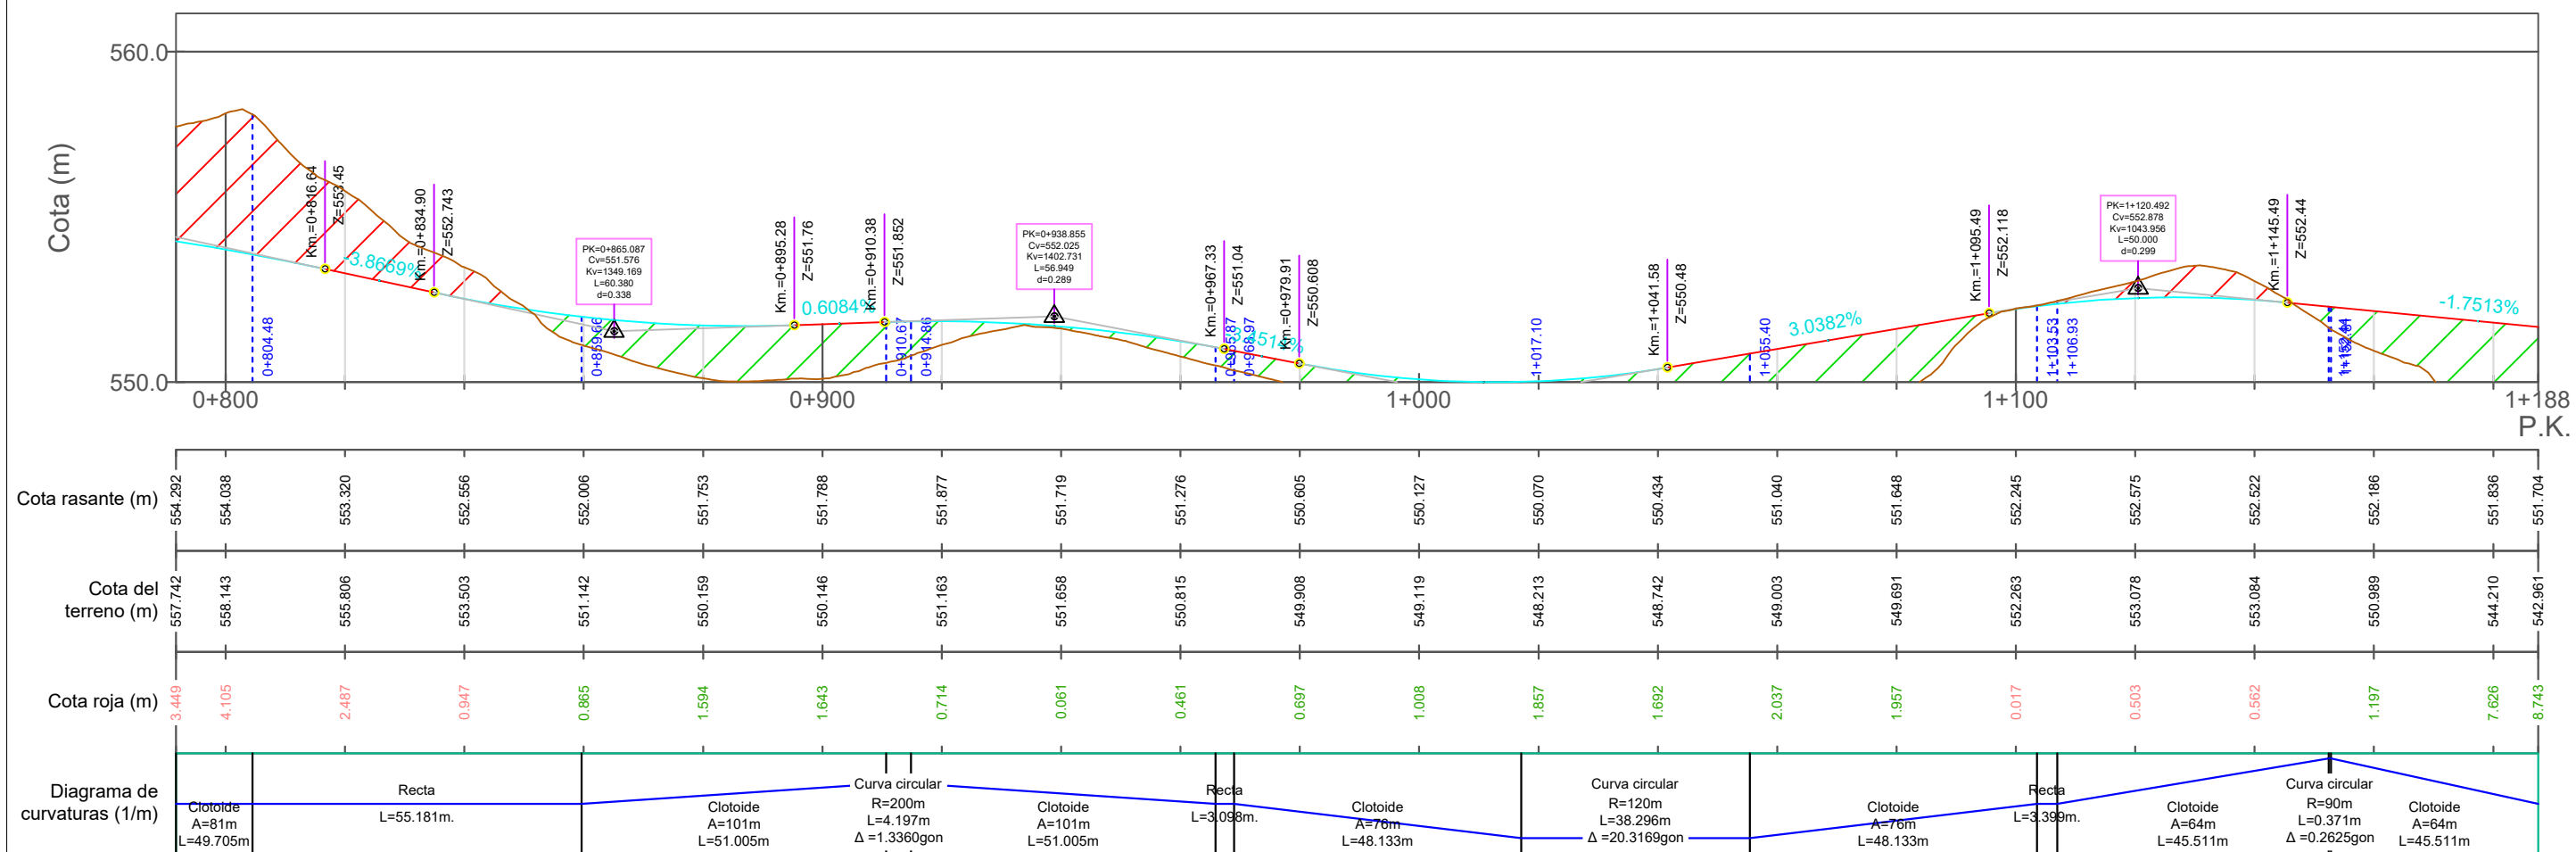 560.0
Cota (m)
550.0
Km.=0+816.64
Z=553.45
-3.8669%
Km.=0+834.90
Z=552.743
PK=0+865.087
Cv=551.576
Kv=1349.169
L=60.380
d=0.338
Km.=0+895.28
Z=551.76
0.6084%
Km.=0+910.38
Z=551.852
PK=0+938.855
Cv=552.025
Kv=1402.731
L=56.949
d=0.289
Km.=0+967.33
Z=551.04
Km.=0+979.91
Z=550.608
Km.=1+041.58
Z=550.48
3.0382%
Km.=1+095.49
Z=552.18
PK=1+120.492
Cv=552.878
Kv=1043.956
L=50.000
d=0.299
Km.=1+145.49
Z=552.44
-1.7513%
0+804.48
0+859.66
0+910.67
0+914.86
0+965.87
0+968.97
1+017.10
1+055.40
1+103.53
1+106.93
0+800
0+900
1+000
1+100
1+188
P.K.
Cota rasante (m)
554.292
554.038
553.320
552.556
552.006
551.753
551.788
551.877
551.719
551.276
550.605
550.127
550.070
550.434
551.040
551.648
552.245
552.575
552.522
552.186
551.836
551.704
Cota del
terreno (m)
557.742
558.143
555.806
553.503
551.142
550.159
550.146
551.163
551.658
550.815
549.908
549.119
548.213
548.742
549.003
549.691
552.263
553.078
553.084
550.989
544.210
542.961
Cota roja (m)
3.449
4.105
2.487
0.947
0.865
1.594
1.643
0.714
0.061
0.461
0.697
1.008
1.857
1.692
2.037
1.957
0.017
0.503
0.562
1.197
7.626
8.743
Diagrama de
curvaturas (1/m)
Clotoide
A=81m
L=49.705m
Recta
L=55.181m.
Clotoide
A=101m
L=51.005m
Curva circular
R=200m
L=4.197m
Δ =1.3360gon
Clotoide
A=101m
L=51.005m
Recta
L=3.098m.
Clotoide
A=76m
L=48.133m
Curva circular
R=120m
L=38.296m
Δ =20.3169gon
Clotoide
A=76m
L=48.133m
Recta
L=3.399m.
Clotoide
A=64m
L=45.511m
Curva circular
R=90m
L=0.371m
Δ =0.2625gon
Clotoide
A=64m
L=45.511m